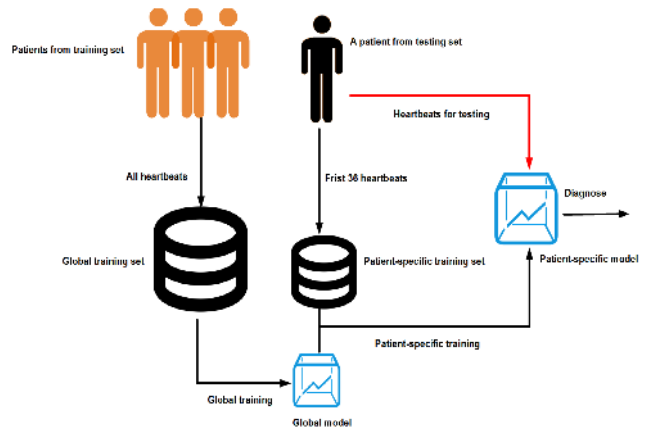 Patients from training set
A patient from testing set
Heartbeats for testing
All heartbeats
Frist 36 heartbeats
Diagnose
Global training set
Patient-specific training set
Patient-specific model
Patient-specific training
Global training
Global model